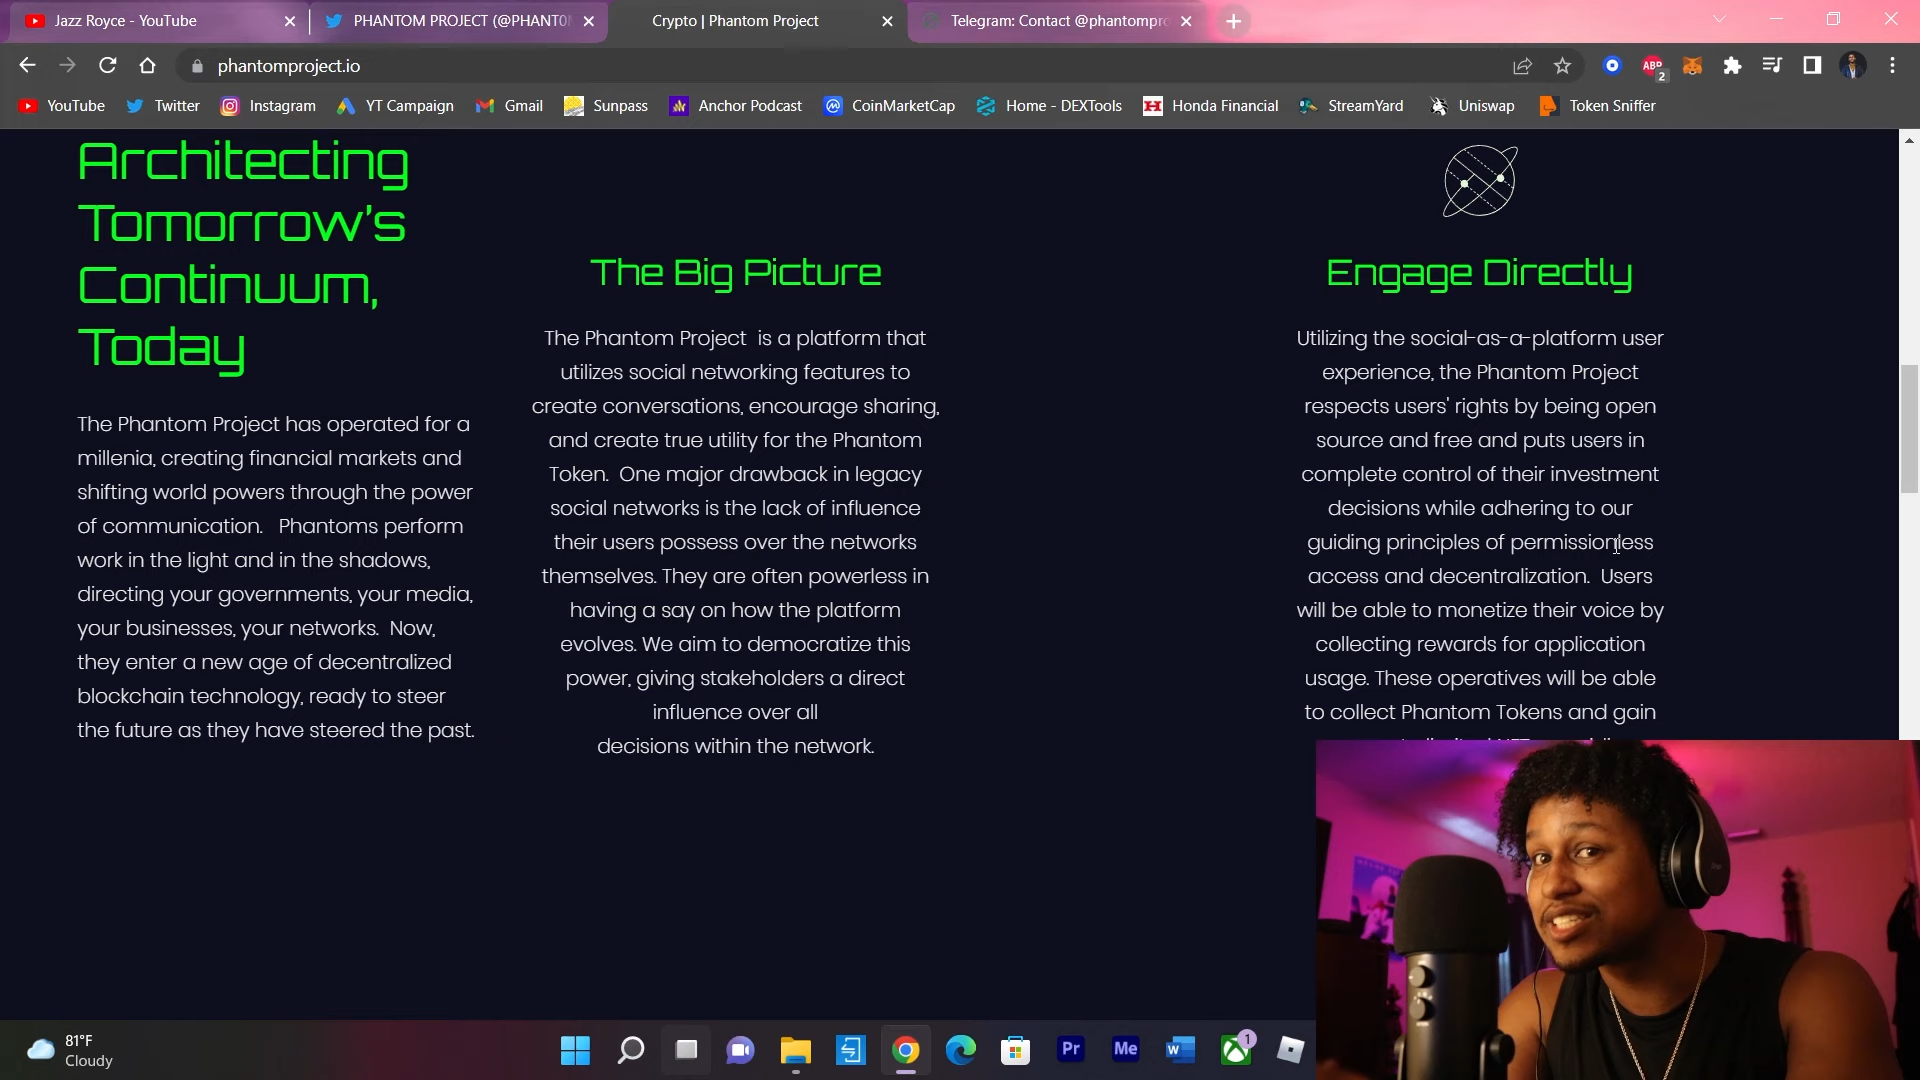 Jazz Royce - YouTube
PHANTOM PROJECT (@PHANT0M
Crypto | Phantom Project
Telegram: Contact @phantompro
phantomproject.io
ABP
2
YouTube
Twitter
Instagram
YT Campaign
Gmail
Sunpass
Anchor Podcast
CoinMarketCap
Home - DEXTools
Honda Financial
StreamYard
Uniswap
Token Sniffer
Architecting
Tomorrow's
Continuum,
Today
The Phantom Project has operated for a
millenia, creating financial markets and
shifting world powers through the power
of communication. Phantoms perform
work in the light and in the shadows,
directing your governments, your media,
your businesses, your networks. Now,
they enter a new age of decentralized
blockchain technology, ready to steer
the future as they have steered the past.
The Big Picture
The Phantom Project is a platform that
utilizes social networking features to
create conversations, encourage sharing,
and create true utility for the Phantom
Token. One major drawback in legacy
social networks is the lack of influence
their users possess over the networks
themselves. They are often powerless in
having a say on how the platform
evolves. We aim to democratize this
power, giving stakeholders a direct
influence over all
decisions within the network.
Engage Directly
Utilizing the social-as-a-platform user
experience, the Phantom Project
respects users' rights by being open
source and free and puts users in
complete control of their investment
decisions while adhering to our
guiding principles of permissionless
access and decentralization. Users
will be able to monetize their voice by
collecting rewards for application
usage. These operatives will be able
to collect Phantom Tokens and gain
81°F
Cloudy
Pr
Me
W
1